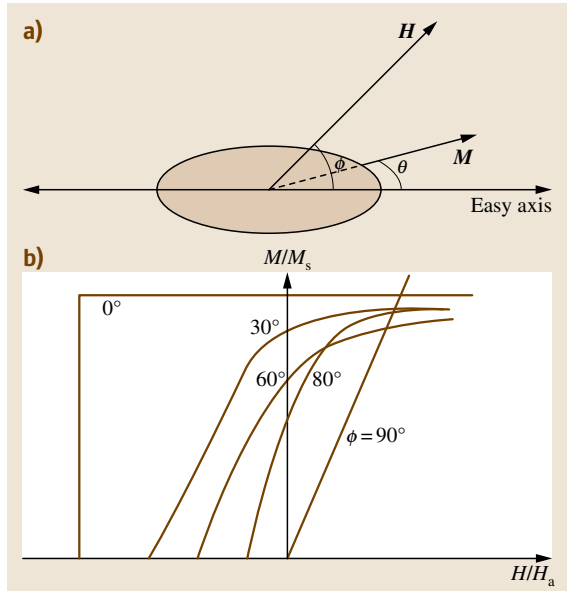 a)
H
ϕ
θ
M
Easy axis
b)
M/Mₛ
0°
30°
60°
80°
ϕ = 90°
H/Hₐ